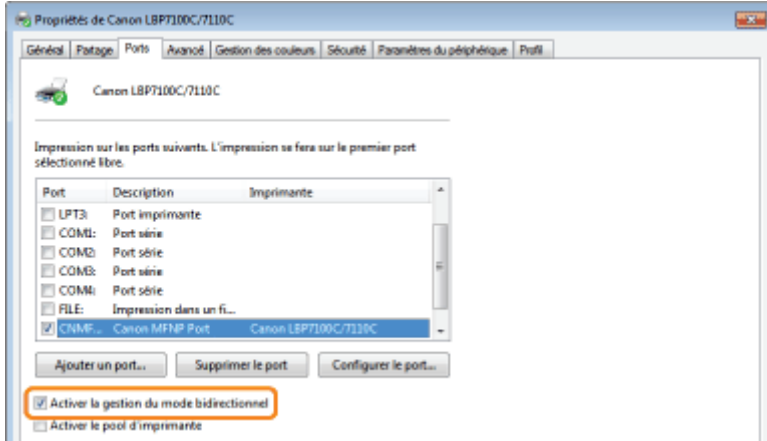 Propriétés de Canon LBP7100C/7110C
Général Partage Ports Avancé Gestion des couleurs Sécurité Paramètres du périphérique Profil
Canon LBP7100C/7110C
Impression sur les ports suivants. L'impression se fera sur le premier port
sélectionné libre.
Port Description Imprimante
LPT3: Port imprimante
COM1: Port série
COM2: Port série
COM3: Port série
COM4: Port série
FILE: Impression dans un fi...
CNMF... Canon MFNP Port Canon LBP7100C/7110C
Ajouter un port... Supprimer le port Configurer le port...
Activer la gestion du mode bidirectionnel
Activer le pool d'imprimante